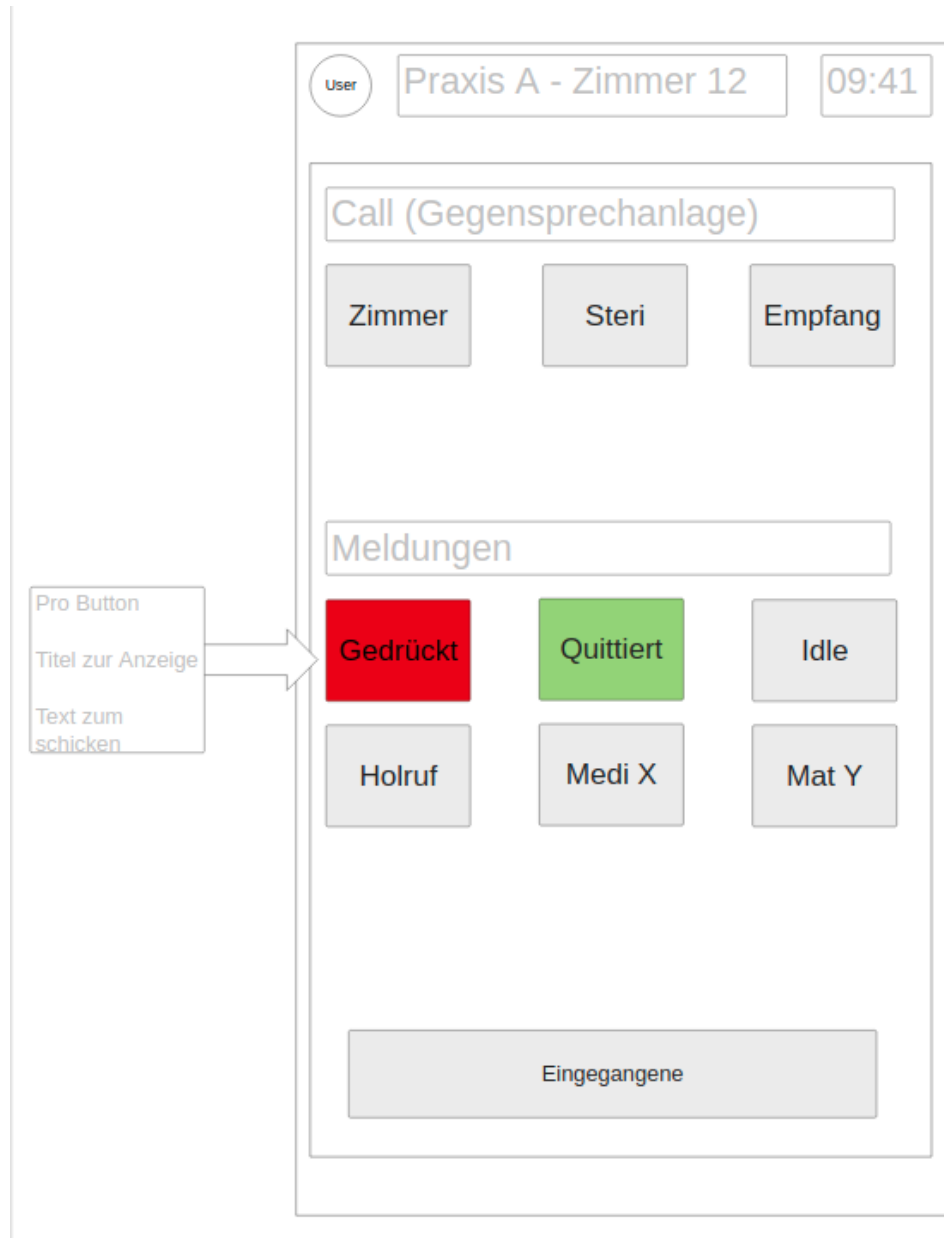 User
Praxis A - Zimmer 12
09:41
Call (Gegensprechanlage)
Zimmer
Steri
Empfang
Meldungen
Pro Button
Titel zur Anzeige
Text zum
schicken
Gedrückt
Quittiert
Idle
Holruf
Medi X
Mat Y
Eingegangene